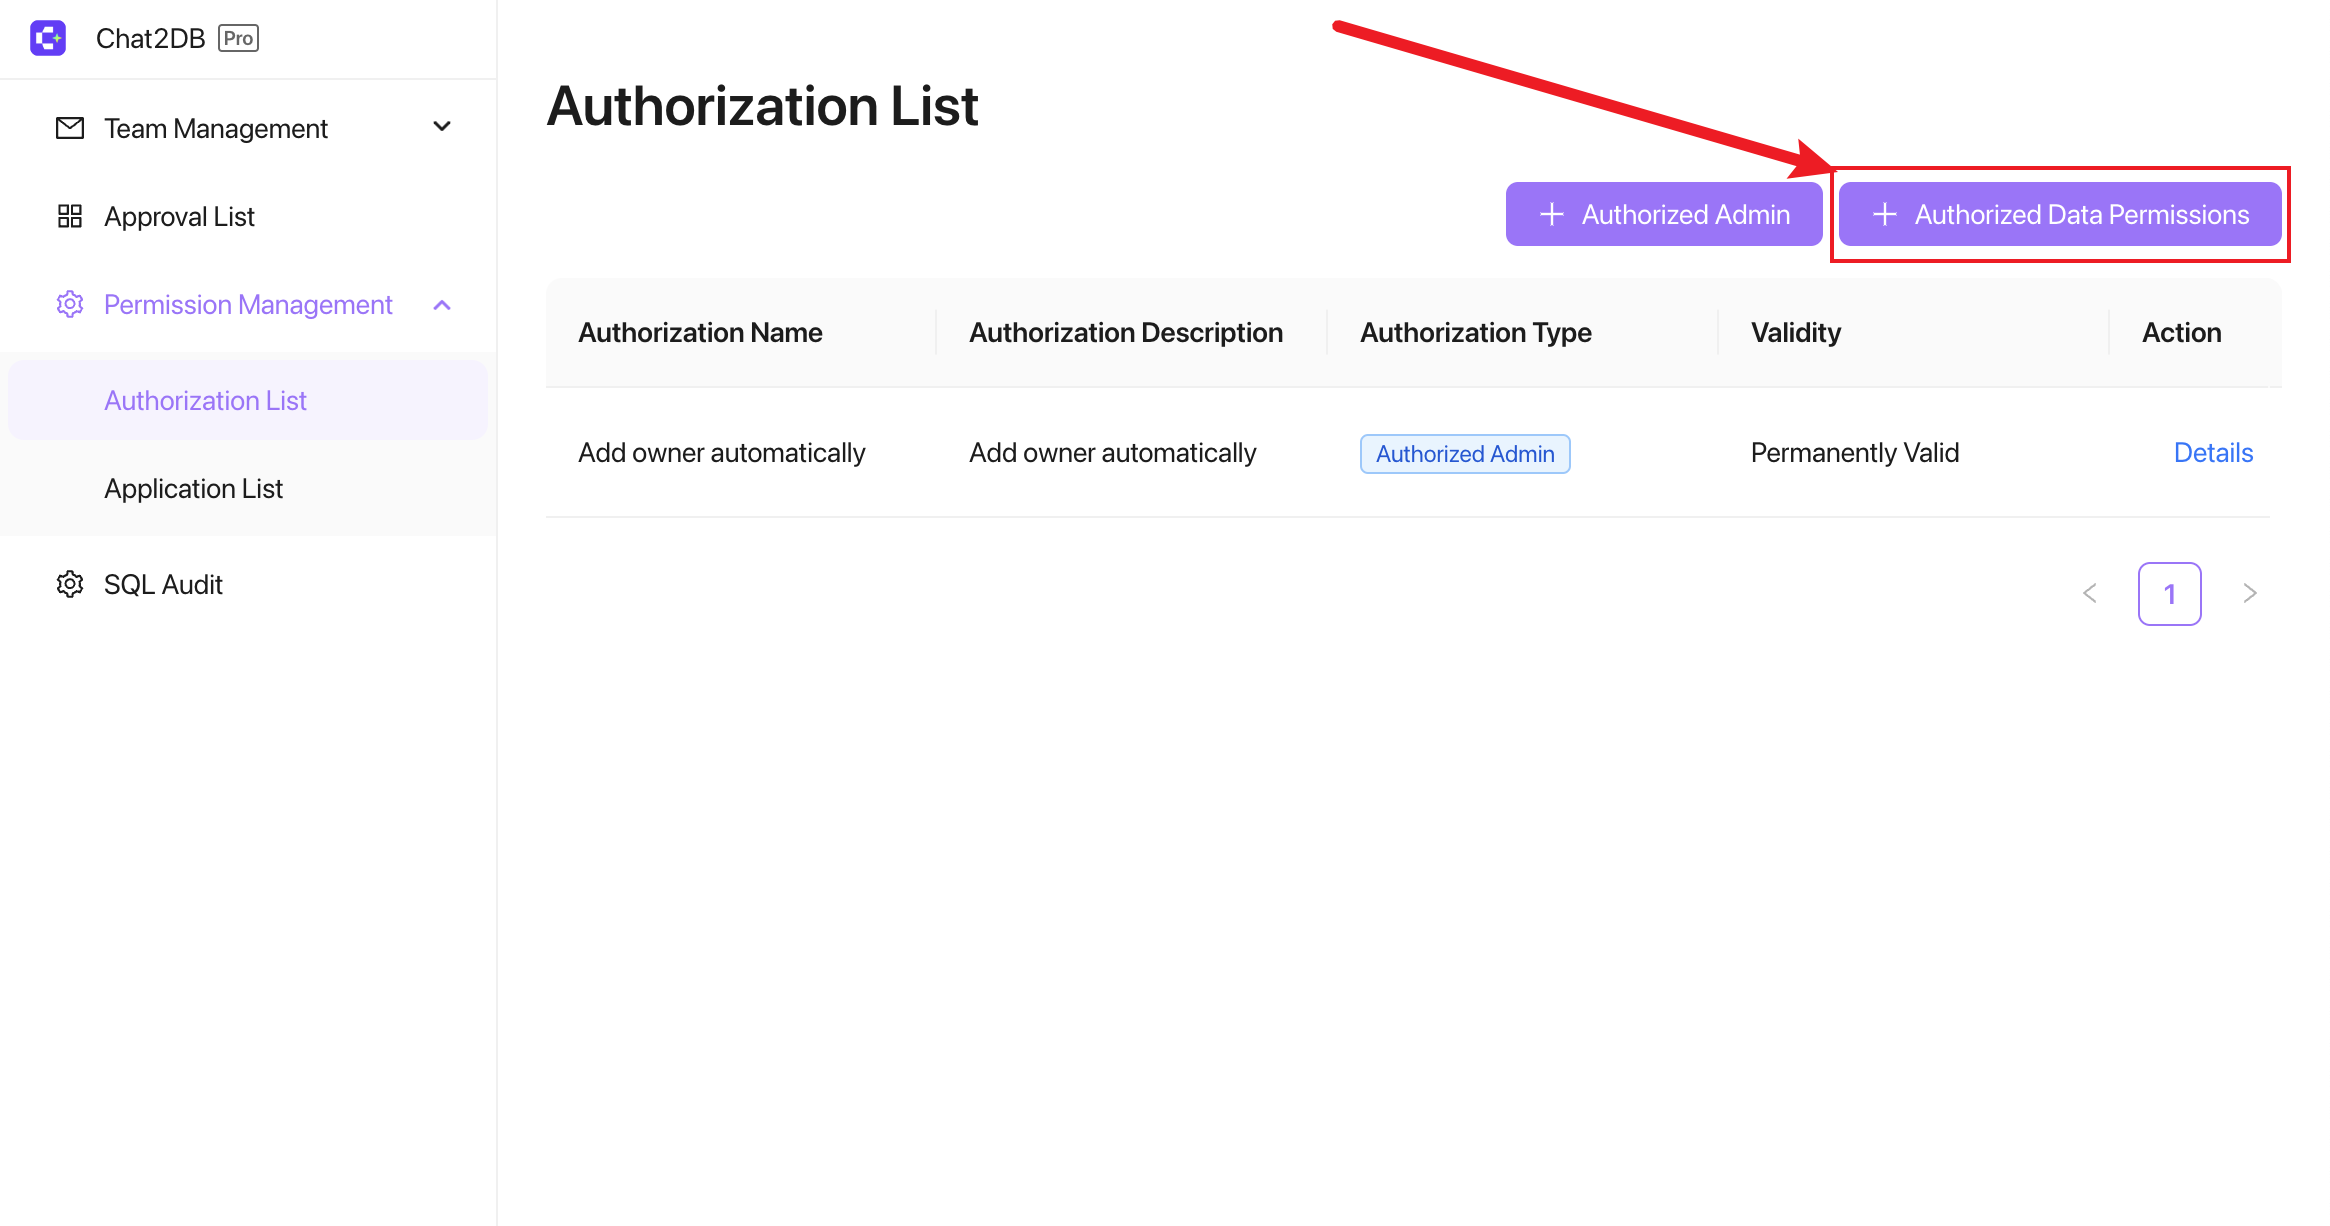 Chat2DB Pro
Team Management
Approval List
Permission Management
Authorization List
Application List
SQL Audit
Authorization List
Authorized Admin
Authorized Data Permissions
Authorization Name Authorization Description Authorization Type Validity Action
Add owner automatically Add owner automatically Authorized Admin Permanently Valid Details
1